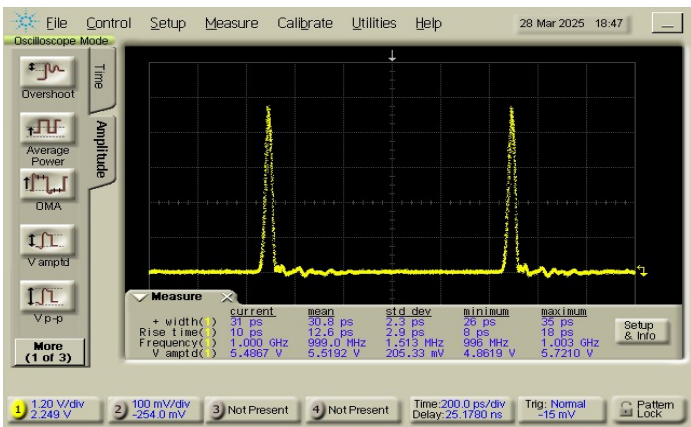 File Control Setup Measure Calibrate Utilities Help 28 Mar 2025 18:47
Oscilloscope Mode
Time
Amplitude
Overshoot
Average
Power
OMA
V amptd
V p-p
More
(1 of 3)
Measure
current mean std dev minimum maximum
+ width(1) 31 ps 30.8 ps 2.3 ps 26 ps 35 ps
Rise time(1) 10 ps 12.6 ps 2.9 ps 8 ps 18 ps
Frequency(1) 1.000 GHz 999.0 MHz 1.513 MHz 996 MHz 1.003 GHz
V amptd(1) 5.4867 V 5.5192 V 205.33 mV 4.8619 V 5.7210 V
Setup
& Info
1 1.20 V/div
2.249 V
2 100 mV/div
-254.0 mV
3 Not Present
4 Not Present
Time:200.0 ps/div
Delay:25.1780 ns
Trig: Normal
-15 mV
Pattern
Lock